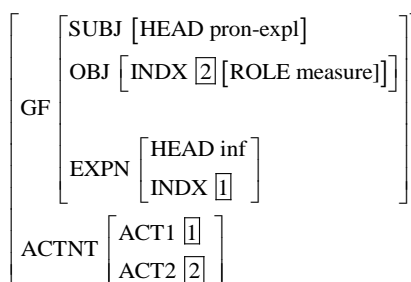 SUBJ [HEAD pron-expl]
OBJ [INDX 2 [ROLE measure]]
GF
EXPN [HEAD inf
INDX 1]
ACTNT [ACT1 1
ACT2 2]